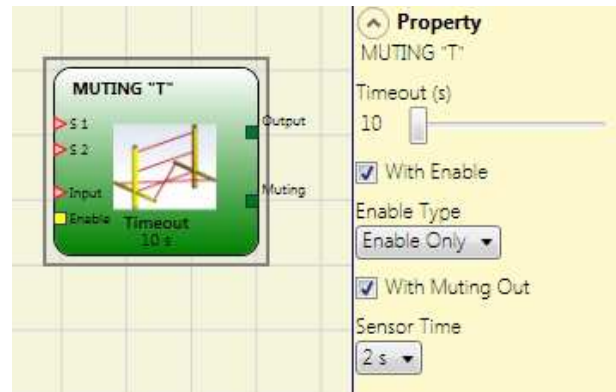 MUTING "T"
S 1
S 2
Input
Enable
Output
Muting
Timeout
10 s
Property
MUTING "T"
Timeout (s)
10
With Enable
Enable Type
Enable Only
With Muting Out
Sensor Time
2 s